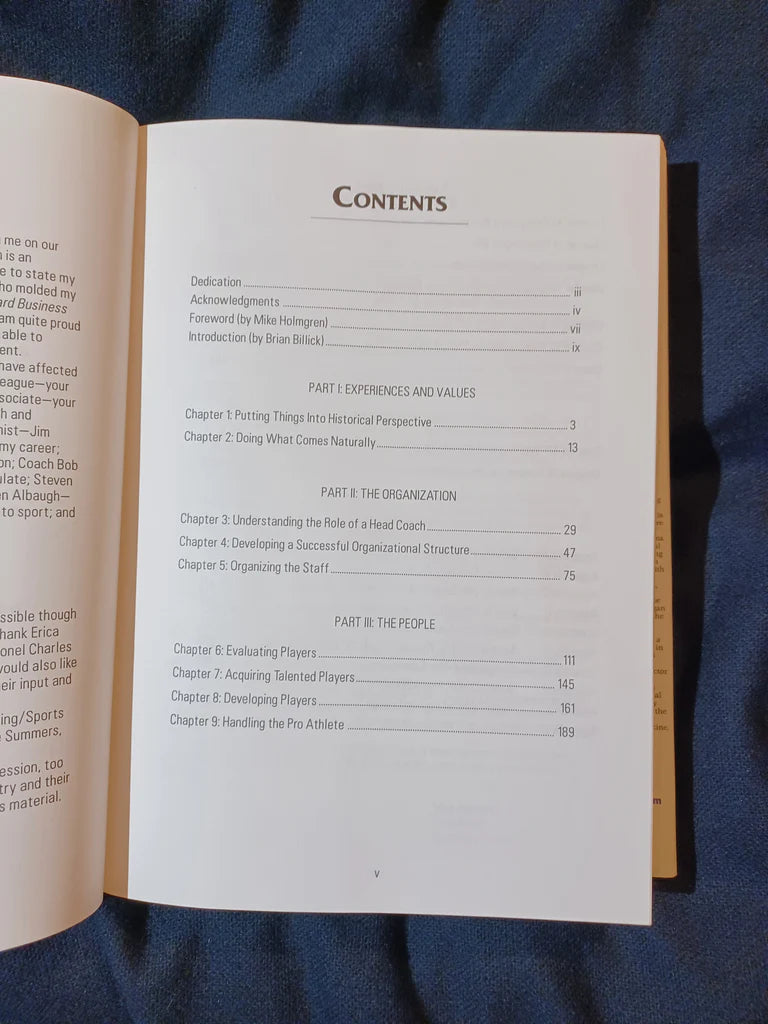 me on our
is an
e to state my
ho molded my
ard Business
am quite proud
able to
ent.
have affected
eague—your
sociate—your
h and
nist—Jim
my career;
on; Coach Bob
ulate; Steven
en Albaugh—
to sport; and
ssible though
hank Erica
onel Charles
would also like
eir input and
ing/Sports
Summers,
ession, too
try and their
s material.
CONTENTS
Dedication iii
Acknowledgments iv
Foreword (by Mike Holmgren) vii
Introduction (by Brian Billick) ix
PART I: EXPERIENCES AND VALUES
Chapter 1: Putting Things Into Historical Perspective 3
Chapter 2: Doing What Comes Naturally 13
PART II: THE ORGANIZATION
Chapter 3: Understanding the Role of a Head Coach 29
Chapter 4: Developing a Successful Organizational Structure 47
Chapter 5: Organizing the Staff 75
PART III: THE PEOPLE
Chapter 6: Evaluating Players 111
Chapter 7: Acquiring Talented Players 145
Chapter 8: Developing Players 161
Chapter 9: Handling the Pro Athlete 189
v